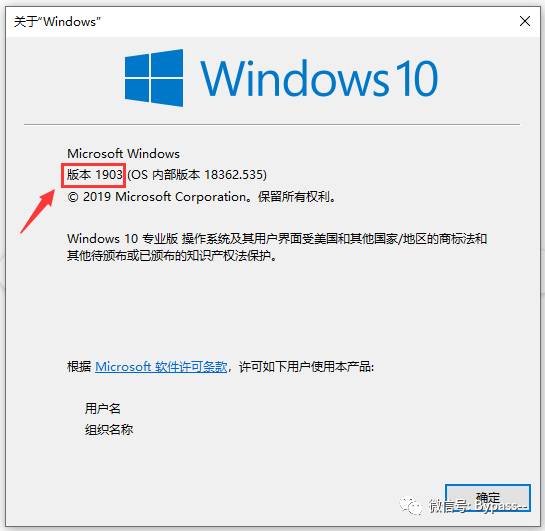 关于“Windows”
Windows 10
Microsoft Windows
版本 1903 (OS 内部版本 18362.535)
© 2019 Microsoft Corporation。保留所有权利。
Windows 10 专业版 操作系统及其用户界面受美国和其他国家/地区的商标法和
其他待颁布或已颁布的知识产权法保护。
根据 Microsoft 软件许可条款，许可如下用户使用本产品:
用户名
组织名称
确定
微信号: Bypass--